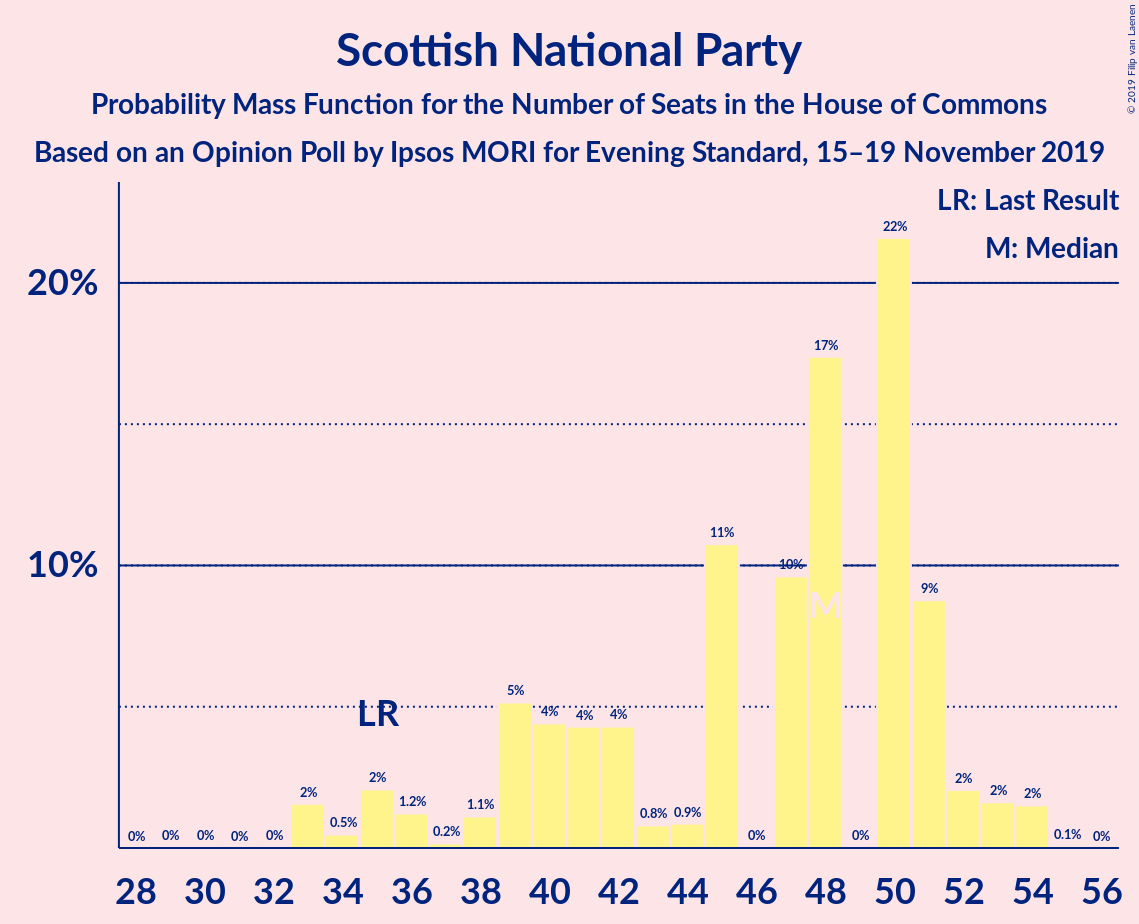 Scottish National Party
Probability Mass Function for the Number of Seats in the House of Commons
Based on an Opinion Poll by Ipsos MORI for Evening Standard, 15–19 November 2019
© 2019 Filip van Laenen
LR: Last Result
M: Median
20%
10%
0% 0% 0% 0% 0% 2% 0.5% 2% 1.2% 0.2% 1.1% 5% 4% 4% 4% 0.8% 0.9% 11% 0% 10% 17% 0% 22% 9% 2% 2% 2% 0.1% 0%
LR
M
28 30 32 34 36 38 40 42 44 46 48 50 52 54 56